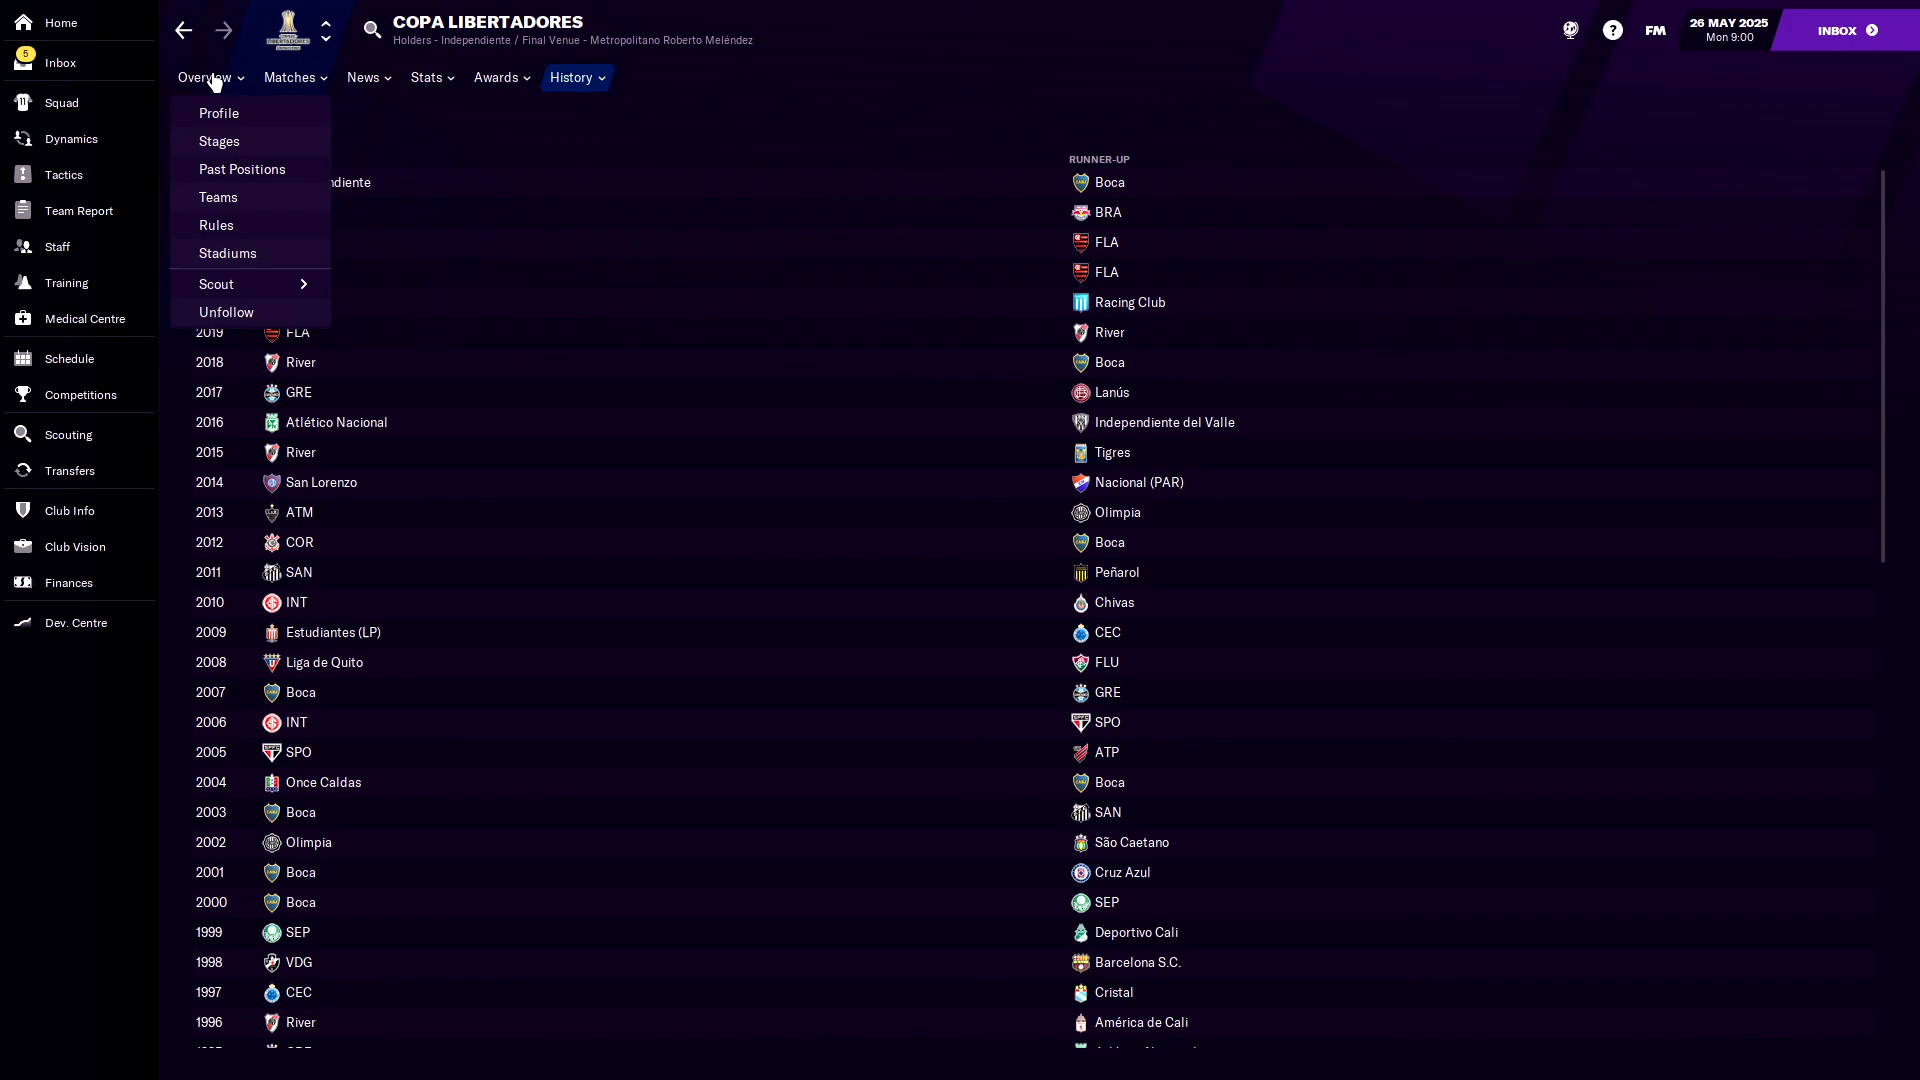 Home
5
Inbox
Squad
Dynamics
Tactics
Team Report
Staff
Training
Medical Centre
Schedule
Competitions
Scouting
Transfers
Club Info
Club Vision
Finances
Dev. Centre
COPA LIBERTADORES
Holders - Independiente / Final Venue - Metropolitano Roberto Meléndez
FM
26 MAY 2025
Mon 9:00
INBOX
Overview Matches News Stats Awards History
Profile
Stages
Past Positions
Teams
Rules
Stadiums
Scout
Unfollow
RUNNER-UP
ndiente Boca
BRA
FLA
FLA
Racing Club
2019 FLA River
2018 River Boca
2017 GRE Lanús
2016 Atlético Nacional Independiente del Valle
2015 River Tigres
2014 San Lorenzo Nacional (PAR)
2013 ATM Olimpia
2012 COR Boca
2011 SAN Peñarol
2010 INT Chivas
2009 Estudiantes (LP) CEC
2008 Liga de Quito FLU
2007 Boca GRE
2006 INT SPO
2005 SPO ATP
2004 Once Caldas Boca
2003 Boca SAN
2002 Olimpia São Caetano
2001 Boca Cruz Azul
2000 Boca SEP
1999 SEP Deportivo Cali
1998 VDG Barcelona S.C.
1997 CEC Cristal
1996 River América de Cali